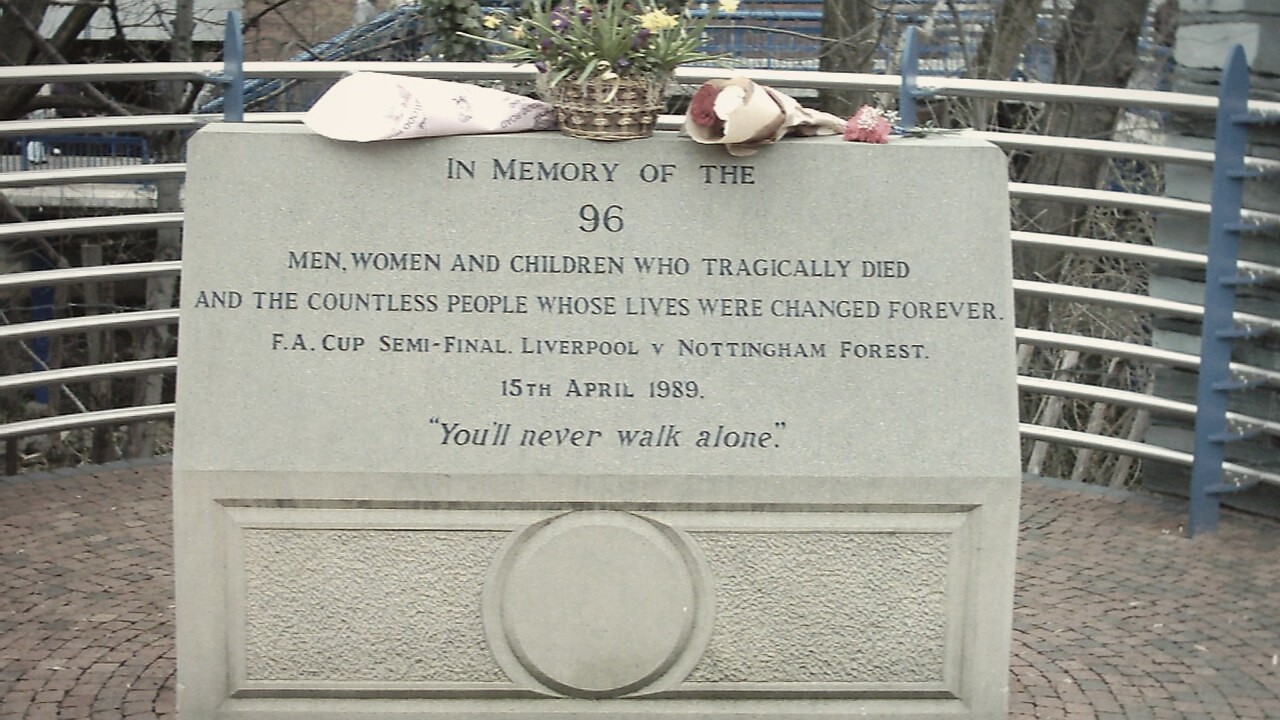 IN MEMORY OF THE
96
MEN, WOMEN AND CHILDREN WHO TRAGICALLY DIED
AND THE COUNTLESS PEOPLE WHOSE LIVES WERE CHANGED FOREVER.
F.A. CUP SEMI-FINAL. LIVERPOOL V NOTTINGHAM FOREST.
15TH APRIL 1989.
"You'll never walk alone."